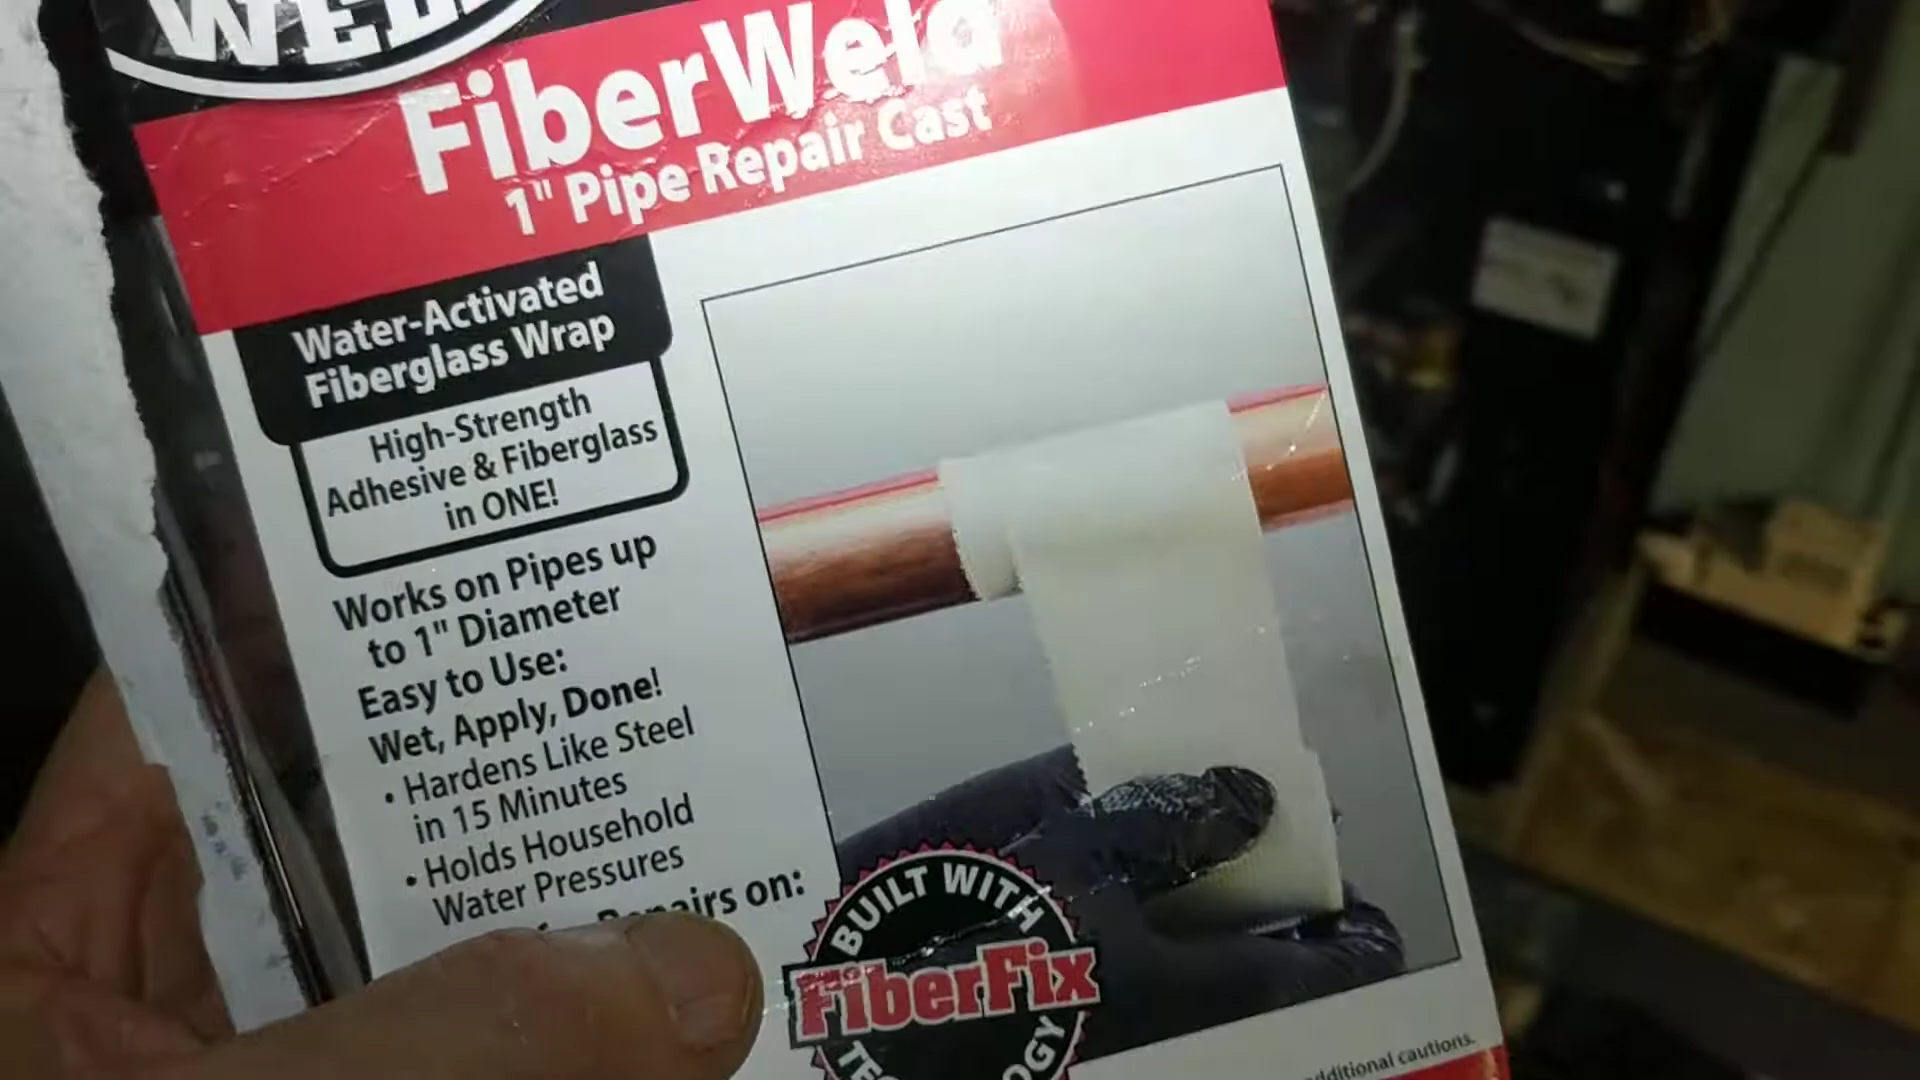 WEL
FiberWeld
1" Pipe Repair Cast
Water-Activated
Fiberglass Wrap
High-Strength
Adhesive & Fiberglass
in ONE!
Works on Pipes up
to 1" Diameter
Easy to Use:
Wet, Apply, Done!
• Hardens Like Steel
in 15 Minutes
• Holds Household
Water Pressures
Repairs on:
BUILT WITH
FiberFix
additional cautions.